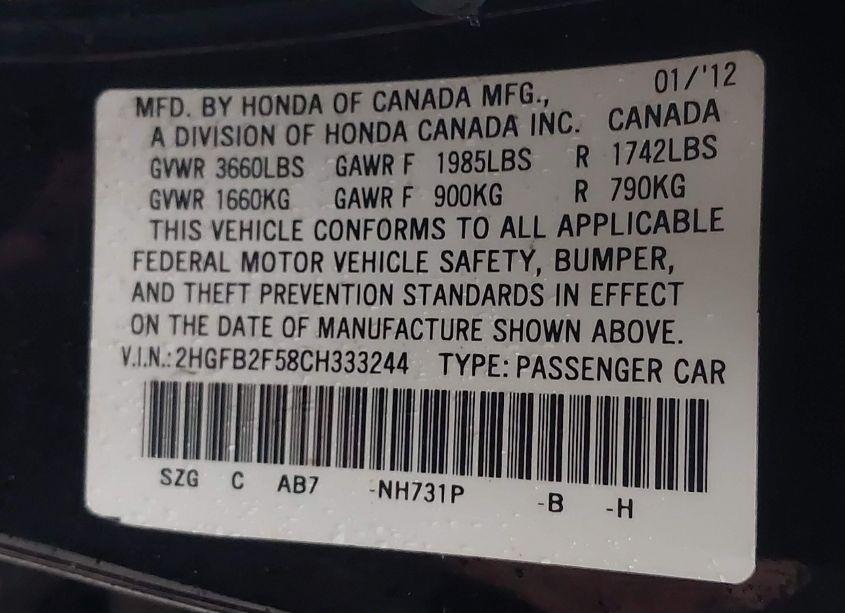 MFD. BY HONDA OF CANADA MFG., 01/'12
A DIVISION OF HONDA CANADA INC. CANADA
GVWR 3660LBS GAWR F 1985LBS R 1742LBS
GVWR 1660KG GAWR F 900KG R 790KG
THIS VEHICLE CONFORMS TO ALL APPLICABLE
FEDERAL MOTOR VEHICLE SAFETY, BUMPER,
AND THEFT PREVENTION STANDARDS IN EFFECT
ON THE DATE OF MANUFACTURE SHOWN ABOVE.
V.I.N.: 2HGFB2F58CH333244 TYPE: PASSENGER CAR
SZG C AB7 -NH731P -B -H